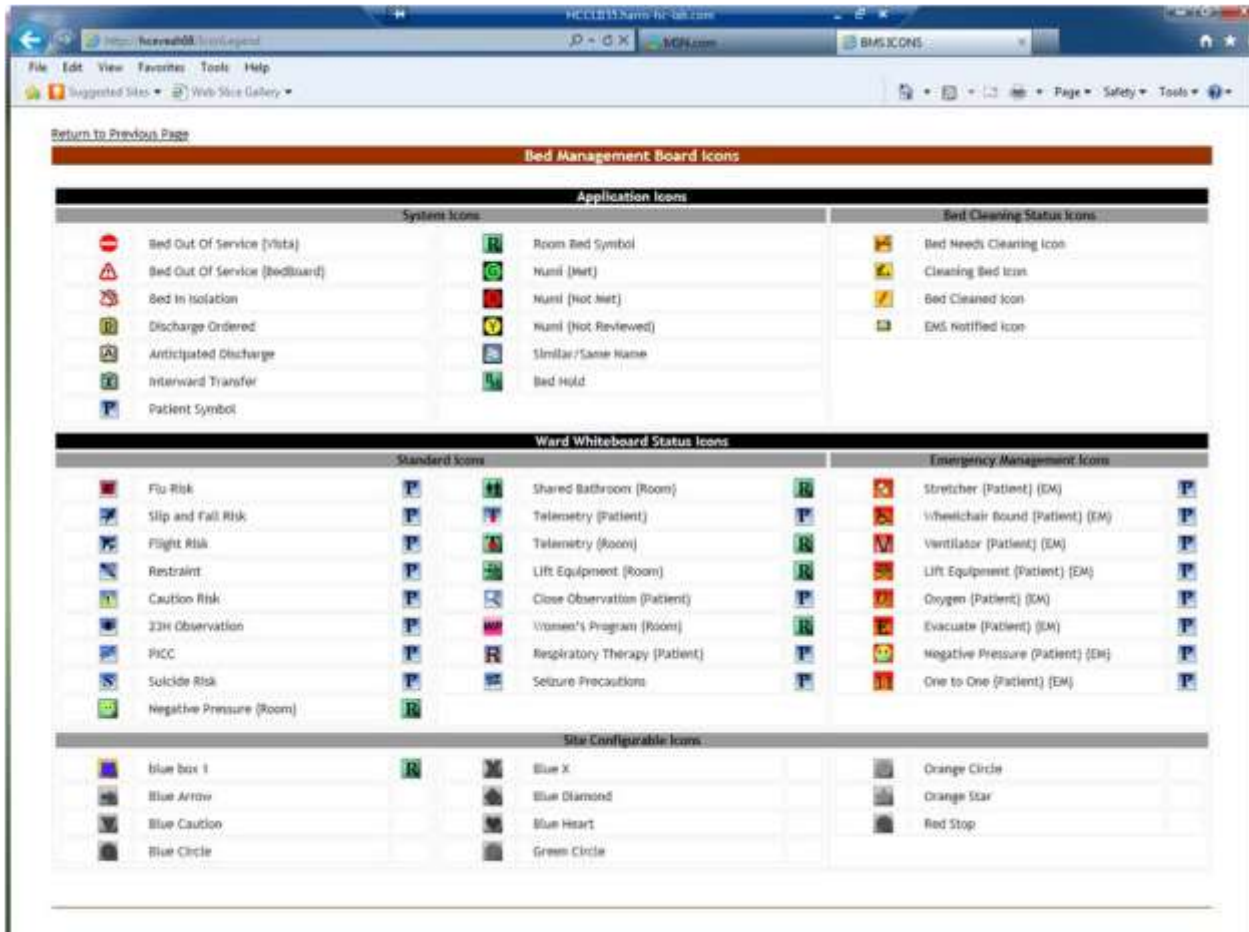 HCCLB35.harris-hc-lab.com
MSN.com
BMS ICONS
File Edit View Favorites Tools Help
Suggested Sites Web Slice Gallery
Page Safety Tools
Return to Previous Page
Bed Management Board Icons
Application Icons
System Icons Bed Cleaning Status Icons
Bed Out Of Service (Vista) R Room Bed Symbol Bed Needs Cleaning Icon
Bed Out Of Service (BedBoard) G Numi (Met) Cleaning Bed Icon
Bed In Isolation Numi (Not Met) Bed Cleaned Icon
D Discharge Ordered Y Numi (Not Reviewed) EMS Notified Icon
A Anticipated Discharge Similar/Same Name
Interward Transfer Bed Hold
P Patient Symbol
Ward Whiteboard Status Icons
Standard Icons Emergency Management Icons
Flu Risk P Shared Bathroom (Room) R Stretcher (Patient) (EM) P
Slip and Fall Risk P Telemetry (Patient) P Wheelchair Bound (Patient) (EM) P
Flight Risk P Telemetry (Room) R Ventilator (Patient) (EM) P
Restraint P Lift Equipment (Room) R Lift Equipment (Patient) (EM) P
Caution Risk P Close Observation (Patient) P Oxygen (Patient) (EM) P
23H Observation P Women's Program (Room) R E Evacuate (Patient) (EM) P
PICC P R Respiratory Therapy (Patient) P Negative Pressure (Patient) (EM) P
S Suicide Risk P Seizure Precautions P One to One (Patient) (EM) P
Negative Pressure (Room) R
Site Configurable Icons
blue box 1 R Blue X Orange Circle
Blue Arrow Blue Diamond Orange Star
Blue Caution Blue Heart Red Stop
Blue Circle Green Circle